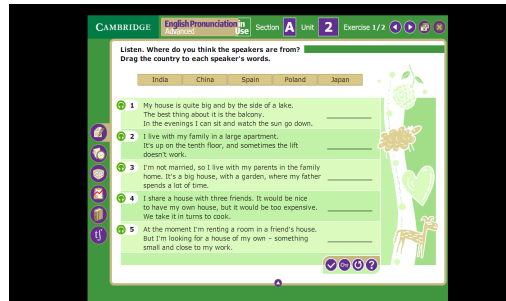 CAMBRIDGE English Pronunciation in Use Advanced Section A Unit 2 Exercise 1/2
Listen. Where do you think the speakers are from?
Drag the country to each speaker's words.
India China Spain Poland Japan
1 My house is quite big and by the side of a lake.
The best thing about it is the balcony.
In the evenings I can sit and watch the sun go down.
2 I live with my family in a large apartment.
It's up on the tenth floor, and sometimes the lift
doesn't work.
3 I'm not married, so I live with my parents in the family
home. It's a big house, with a garden, where my father
spends a lot of time.
4 I share a house with three friends. It would be nice
to have my own house, but it would be too expensive.
We take it in turns to cook.
5 At the moment I'm renting a room in a friend's house.
But I'm looking for a house of my own – something
small and close to my work.
?